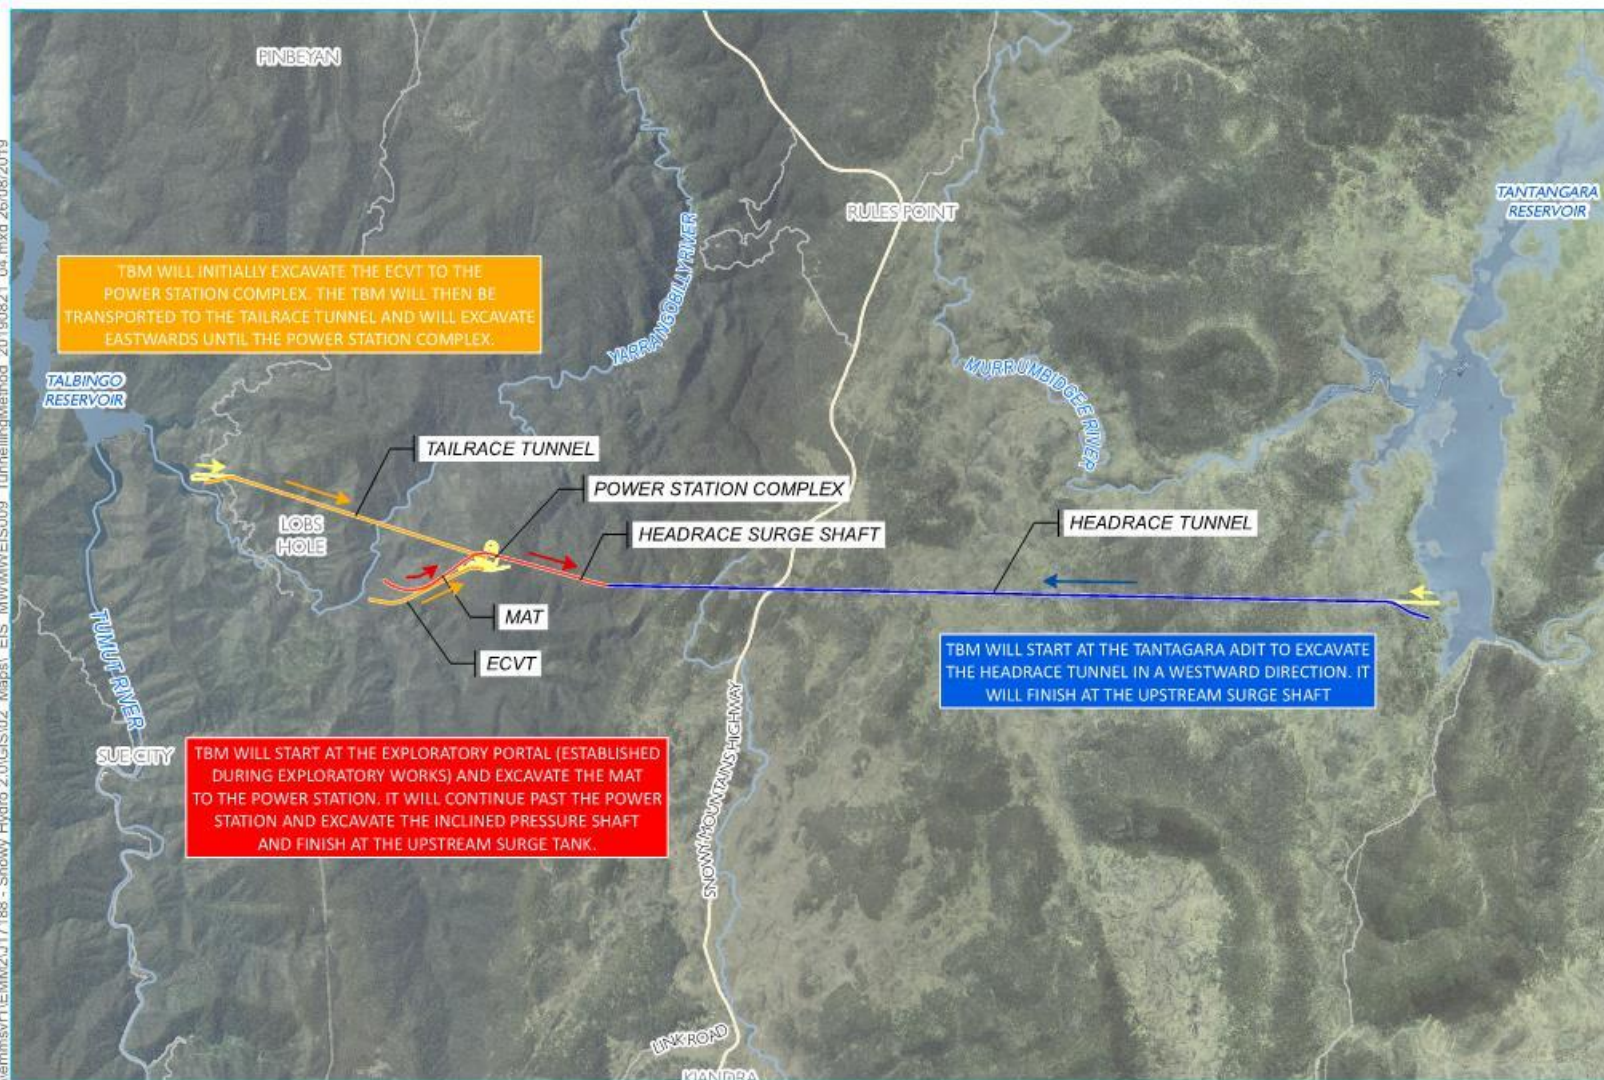 PINBEYAN
TANTANGARA
RESERVOIR
RULES POINT
YARRANGOBILLY RIVER
TBM WILL INITIALLY EXCAVATE THE ECVT TO THE
POWER STATION COMPLEX. THE TBM WILL THEN BE
TRANSPORTED TO THE TAILRACE TUNNEL AND WILL EXCAVATE
EASTWARDS UNTIL THE POWER STATION COMPLEX.
TALBINGO
RESERVOIR
MURRUMBIDGEE RIVER
TAILRACE TUNNEL
POWER STATION COMPLEX
HEADRACE TUNNEL
LOBS
HOLE
HEADRACE SURGE SHAFT
MAT
ECVT
TUMUT RIVER
TBM WILL START AT THE TANTAGARA ADIT TO EXCAVATE
THE HEADRACE TUNNEL IN A WESTWARD DIRECTION. IT
WILL FINISH AT THE UPSTREAM SURGE SHAFT
SUE CITY
SNOWY MOUNTAINS HIGHWAY
TBM WILL START AT THE EXPLORATORY PORTAL (ESTABLISHED
DURING EXPLORATORY WORKS) AND EXCAVATE THE MAT
TO THE POWER STATION. IT WILL CONTINUE PAST THE POWER
STATION AND EXCAVATE THE INCLINED PRESSURE SHAFT
AND FINISH AT THE UPSTREAM SURGE TANK.
LINK ROAD
KIANDRA